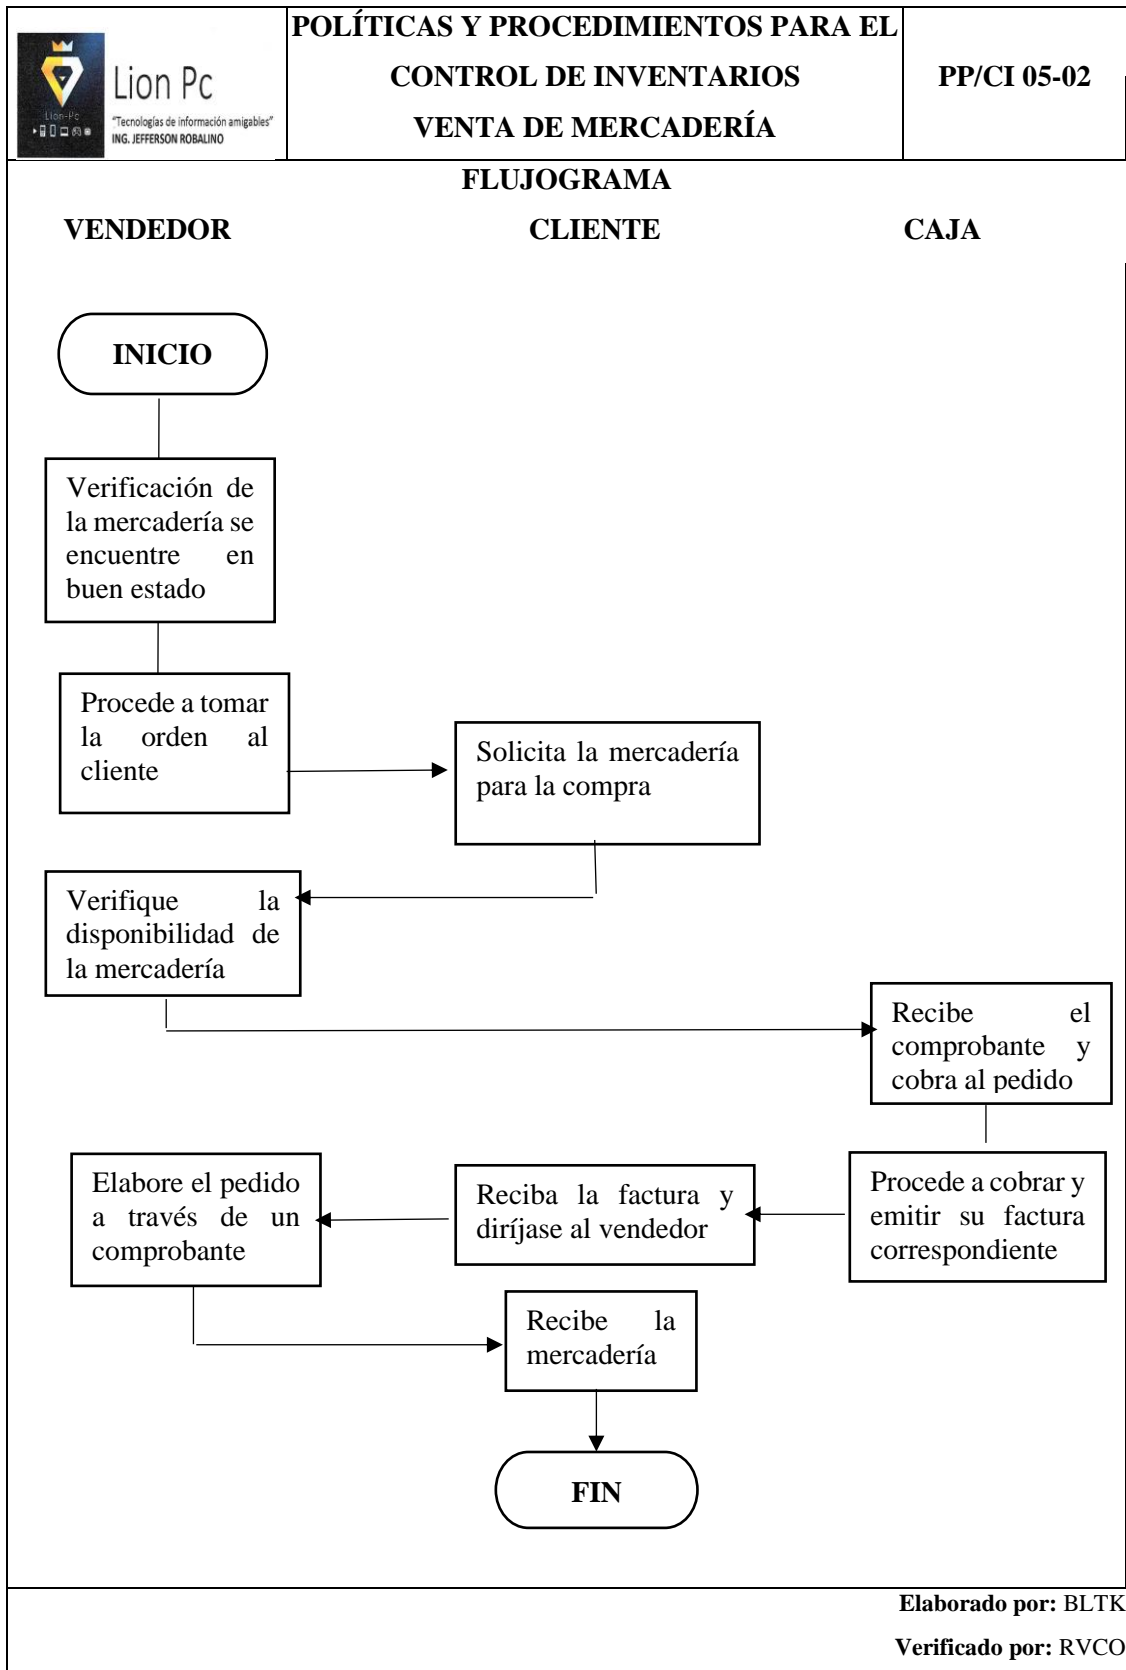 Lion-Pc
Lion Pc
"Tecnologías de información amigables"
ING. JEFFERSON ROBALINO
POLÍTICAS Y PROCEDIMIENTOS PARA EL
CONTROL DE INVENTARIOS
VENTA DE MERCADERÍA
PP/CI 05-02
FLUJOGRAMA
VENDEDOR CLIENTE CAJA
INICIO
Verificación de
la mercadería se
encuentre en
buen estado
Procede a tomar
la orden al
cliente
Solicita la mercadería
para la compra
Verifique la
disponibilidad de
la mercadería
Recibe el
comprobante y
cobra al pedido
Procede a cobrar y
emitir su factura
correspondiente
Reciba la factura y
diríjase al vendedor
Elabore el pedido
a través de un
comprobante
Recibe la
mercadería
FIN
Elaborado por: BLTK
Verificado por: RVCO